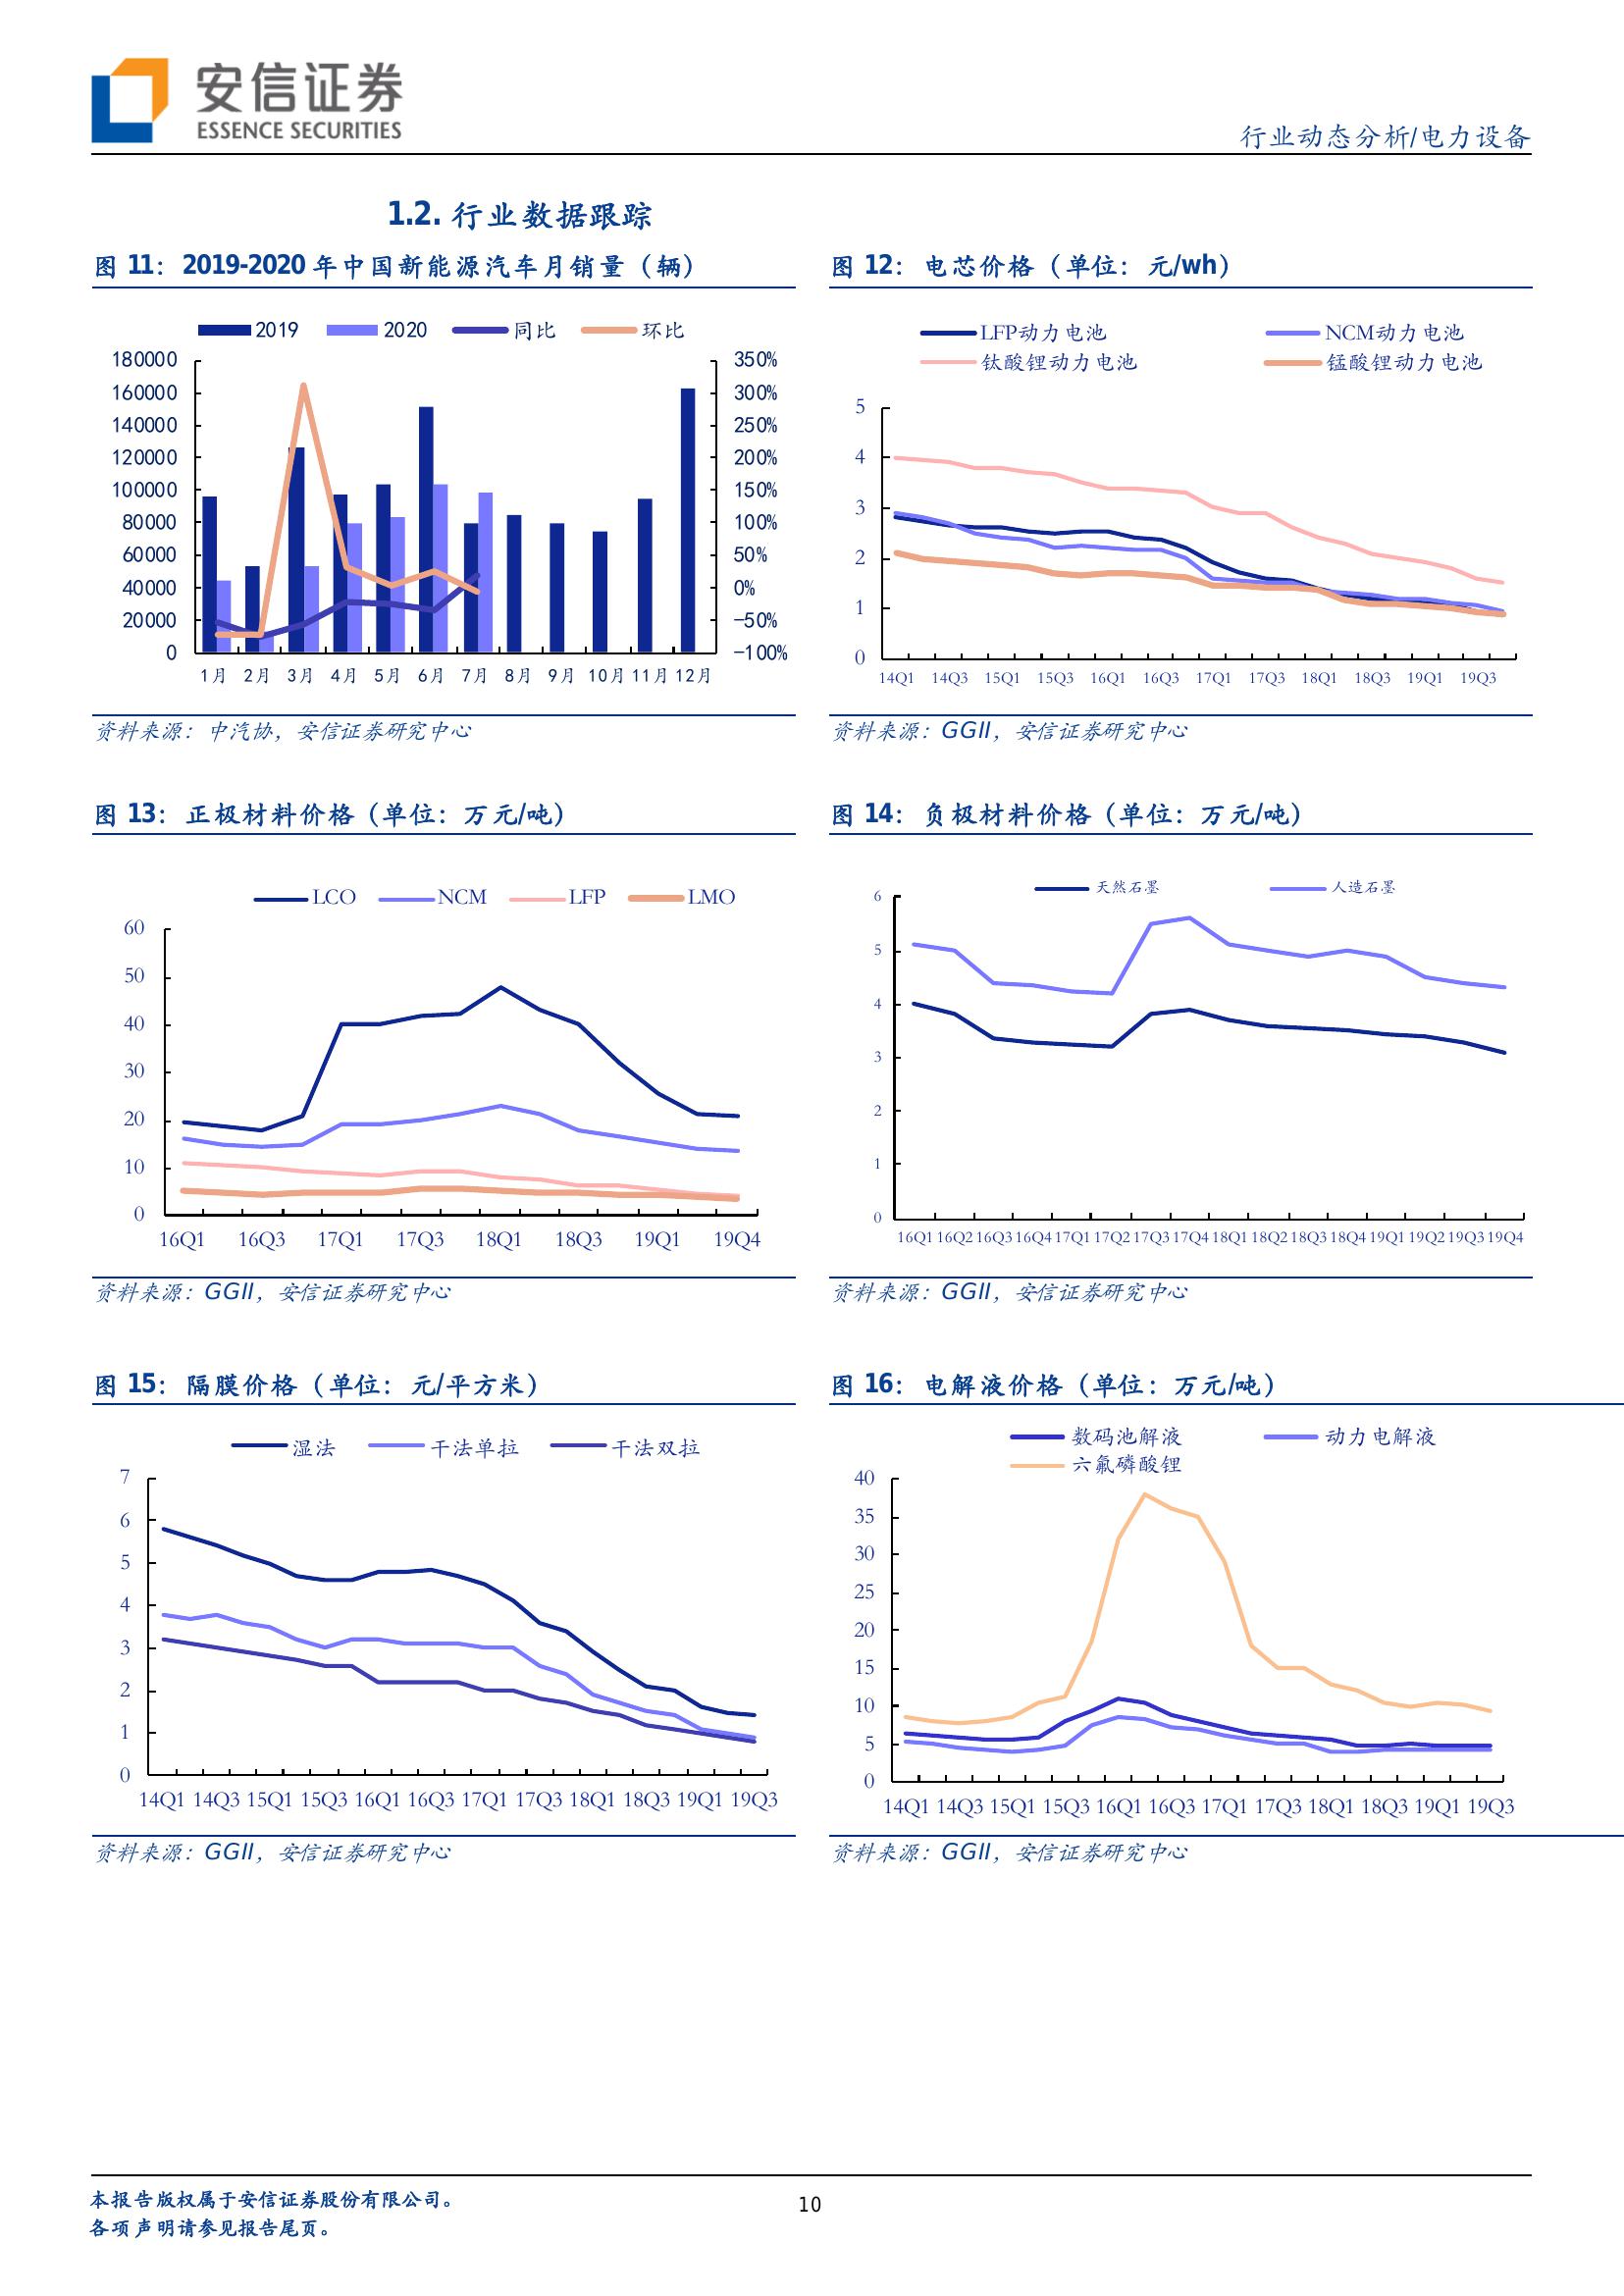 安信证券
ESSENCE SECURITIES
行业动态分析/电力设备
1.2. 行业数据跟踪
图 11：2019-2020 年中国新能源汽车月销量（辆）
2019 2020 同比 环比
180000
160000
140000
120000
100000
80000
60000
40000
20000
0
350%
300%
250%
200%
150%
100%
50%
0%
-50%
-100%
1月 2月 3月 4月 5月 6月 7月 8月 9月 10月 11月 12月
资料来源：中汽协，安信证券研究中心
图 12：电芯价格（单位：元/wh）
LFP动力电池 NCM动力电池
钛酸锂动力电池 锰酸锂动力电池
5
4
3
2
1
0
14Q1 14Q3 15Q1 15Q3 16Q1 16Q3 17Q1 17Q3 18Q1 18Q3 19Q1 19Q3
资料来源：GGII，安信证券研究中心
图 13：正极材料价格（单位：万元/吨）
LCO NCM LFP LMO
60
50
40
30
20
10
0
16Q1 16Q3 17Q1 17Q3 18Q1 18Q3 19Q1 19Q4
资料来源：GGII，安信证券研究中心
图 14：负极材料价格（单位：万元/吨）
天然石墨 人造石墨
6
5
4
3
2
1
0
16Q1 16Q2 16Q3 16Q4 17Q1 17Q2 17Q3 17Q4 18Q1 18Q2 18Q3 18Q4 19Q1 19Q2 19Q3 19Q4
资料来源：GGII，安信证券研究中心
图 15：隔膜价格（单位：元/平方米）
湿法 干法单拉 干法双拉
7
6
5
4
3
2
1
0
14Q1 14Q3 15Q1 15Q3 16Q1 16Q3 17Q1 17Q3 18Q1 18Q3 19Q1 19Q3
资料来源：GGII，安信证券研究中心
图 16：电解液价格（单位：万元/吨）
数码池解液 动力电解液
六氟磷酸锂
40
35
30
25
20
15
10
5
0
14Q1 14Q3 15Q1 15Q3 16Q1 16Q3 17Q1 17Q3 18Q1 18Q3 19Q1 19Q3
资料来源：GGII，安信证券研究中心
本报告版权属于安信证券股份有限公司。
各项声明请参见报告尾页。
10